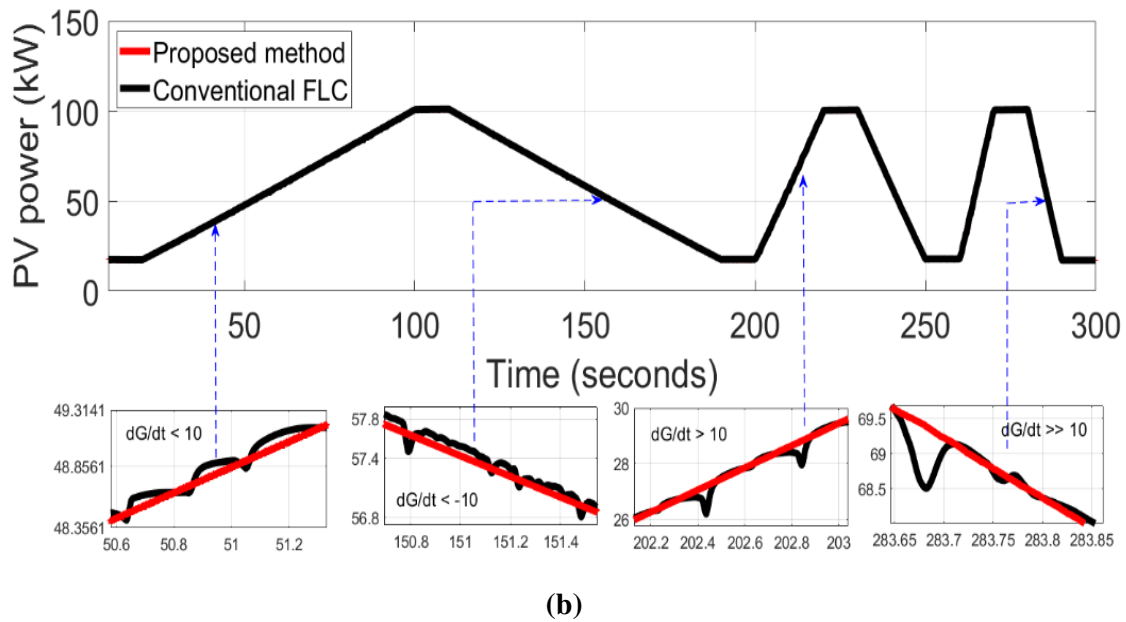 150
100
50
0
PV power (kW)
Proposed method
Conventional FLC
50 100 150 200 250 300
Time (seconds)
49.3141
48.8561
48.3561
dG/dt < 10
50.6 50.8 51 51.2
57.8
57.4
56.8
dG/dt < -10
150.8 151 151.2 151.4
30
28
26
dG/dt > 10
202.2 202.4 202.6 202.8 203
69.5
69
68.5
dG/dt >> 10
283.65 283.7 283.75 283.8 283.85
(b)